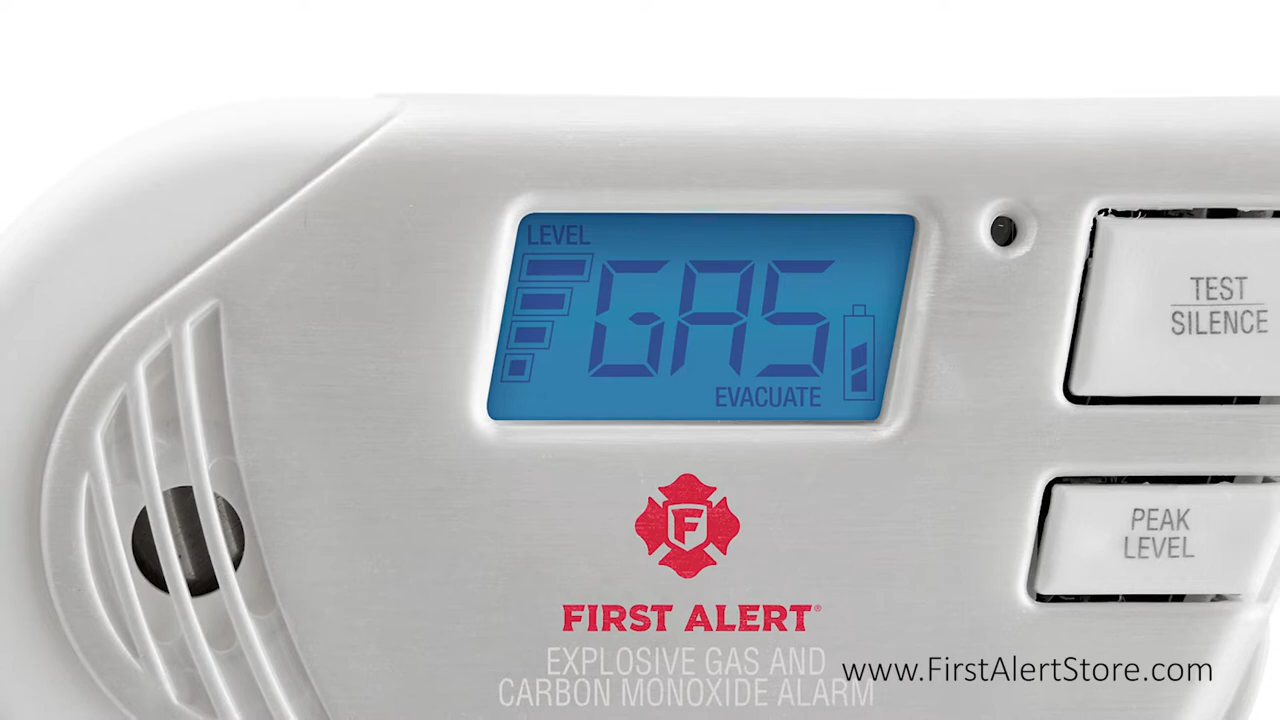 LEVEL
GAS
EVACUATE
TEST
SILENCE
PEAK
LEVEL
F
FIRST ALERT®
EXPLOSIVE GAS AND
CARBON MONOXIDE ALARM
www.FirstAlertStore.com